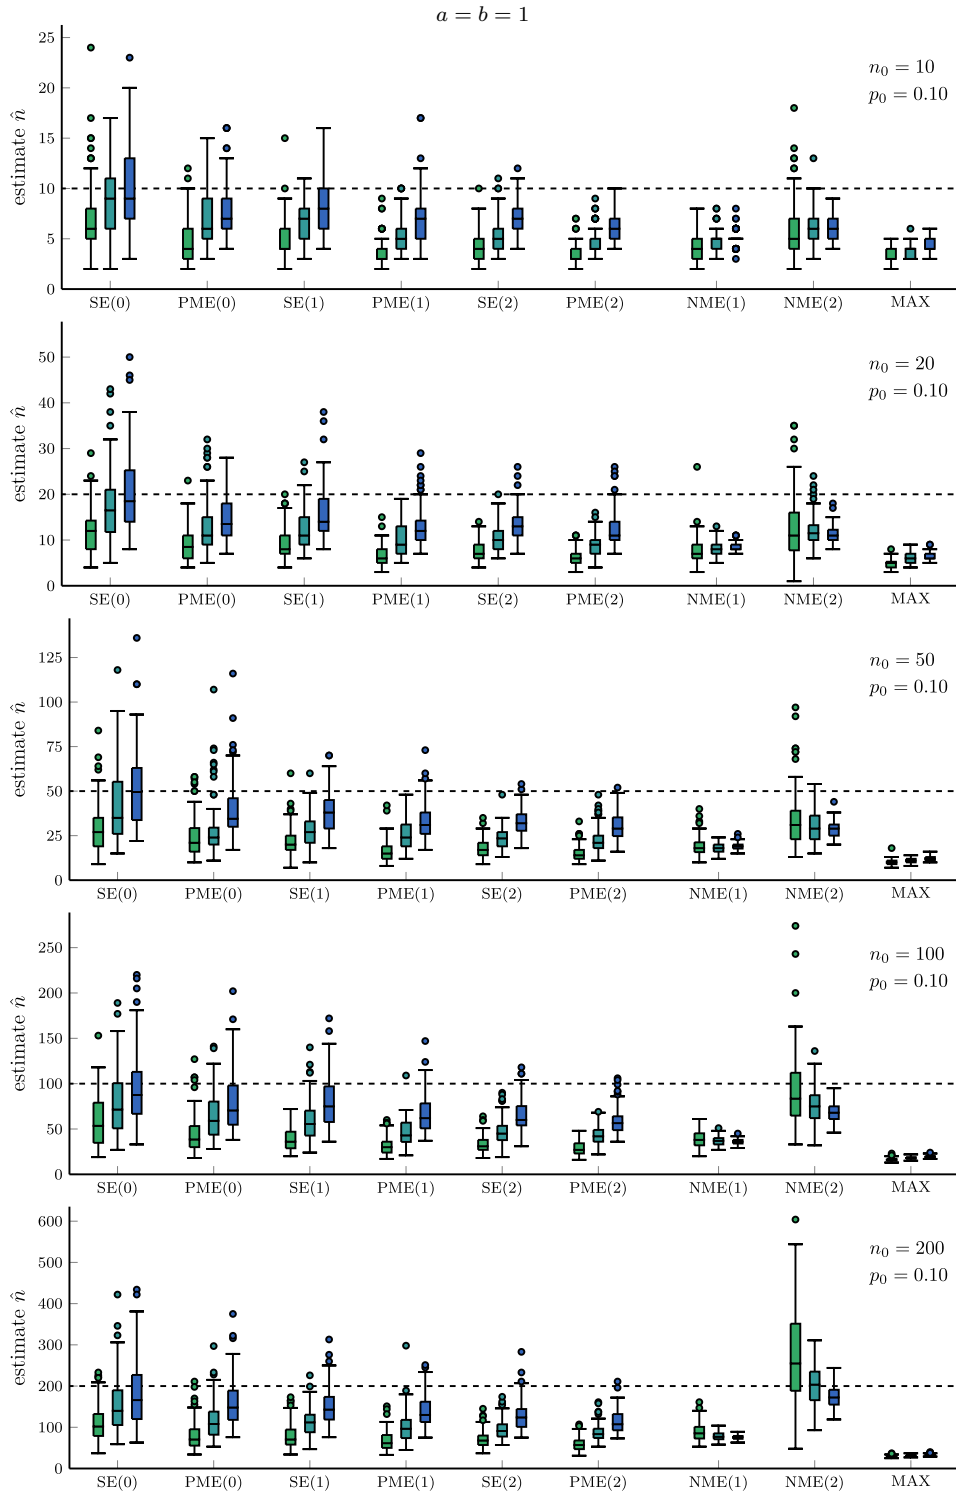 a = b = 1
25
20
15
10
5
0
estimate n̂
n₀ = 10
p₀ = 0.10
SE(0) PME(0) SE(1) PME(1) SE(2) PME(2) NME(1) NME(2) MAX
50
40
30
20
10
0
estimate n̂
n₀ = 20
p₀ = 0.10
SE(0) PME(0) SE(1) PME(1) SE(2) PME(2) NME(1) NME(2) MAX
125
100
75
50
25
0
estimate n̂
n₀ = 50
p₀ = 0.10
SE(0) PME(0) SE(1) PME(1) SE(2) PME(2) NME(1) NME(2) MAX
250
200
150
100
50
0
estimate n̂
n₀ = 100
p₀ = 0.10
SE(0) PME(0) SE(1) PME(1) SE(2) PME(2) NME(1) NME(2) MAX
600
500
400
300
200
100
0
estimate n̂
n₀ = 200
p₀ = 0.10
SE(0) PME(0) SE(1) PME(1) SE(2) PME(2) NME(1) NME(2) MAX